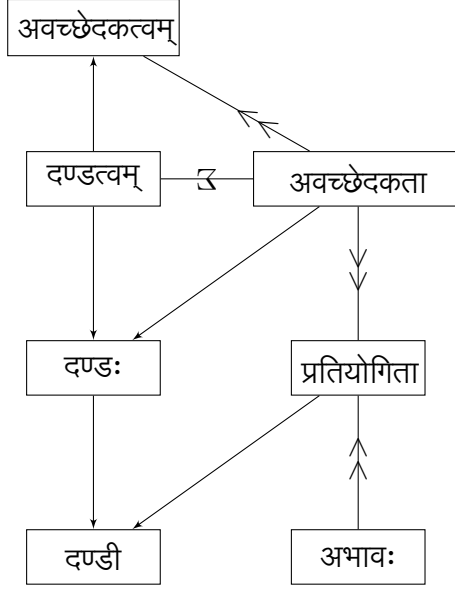 अवच्छेदकत्वम्
दण्डत्वम्
Σ
अवच्छेदकता
दण्डः
प्रतियोगिता
दण्डी
अभावः